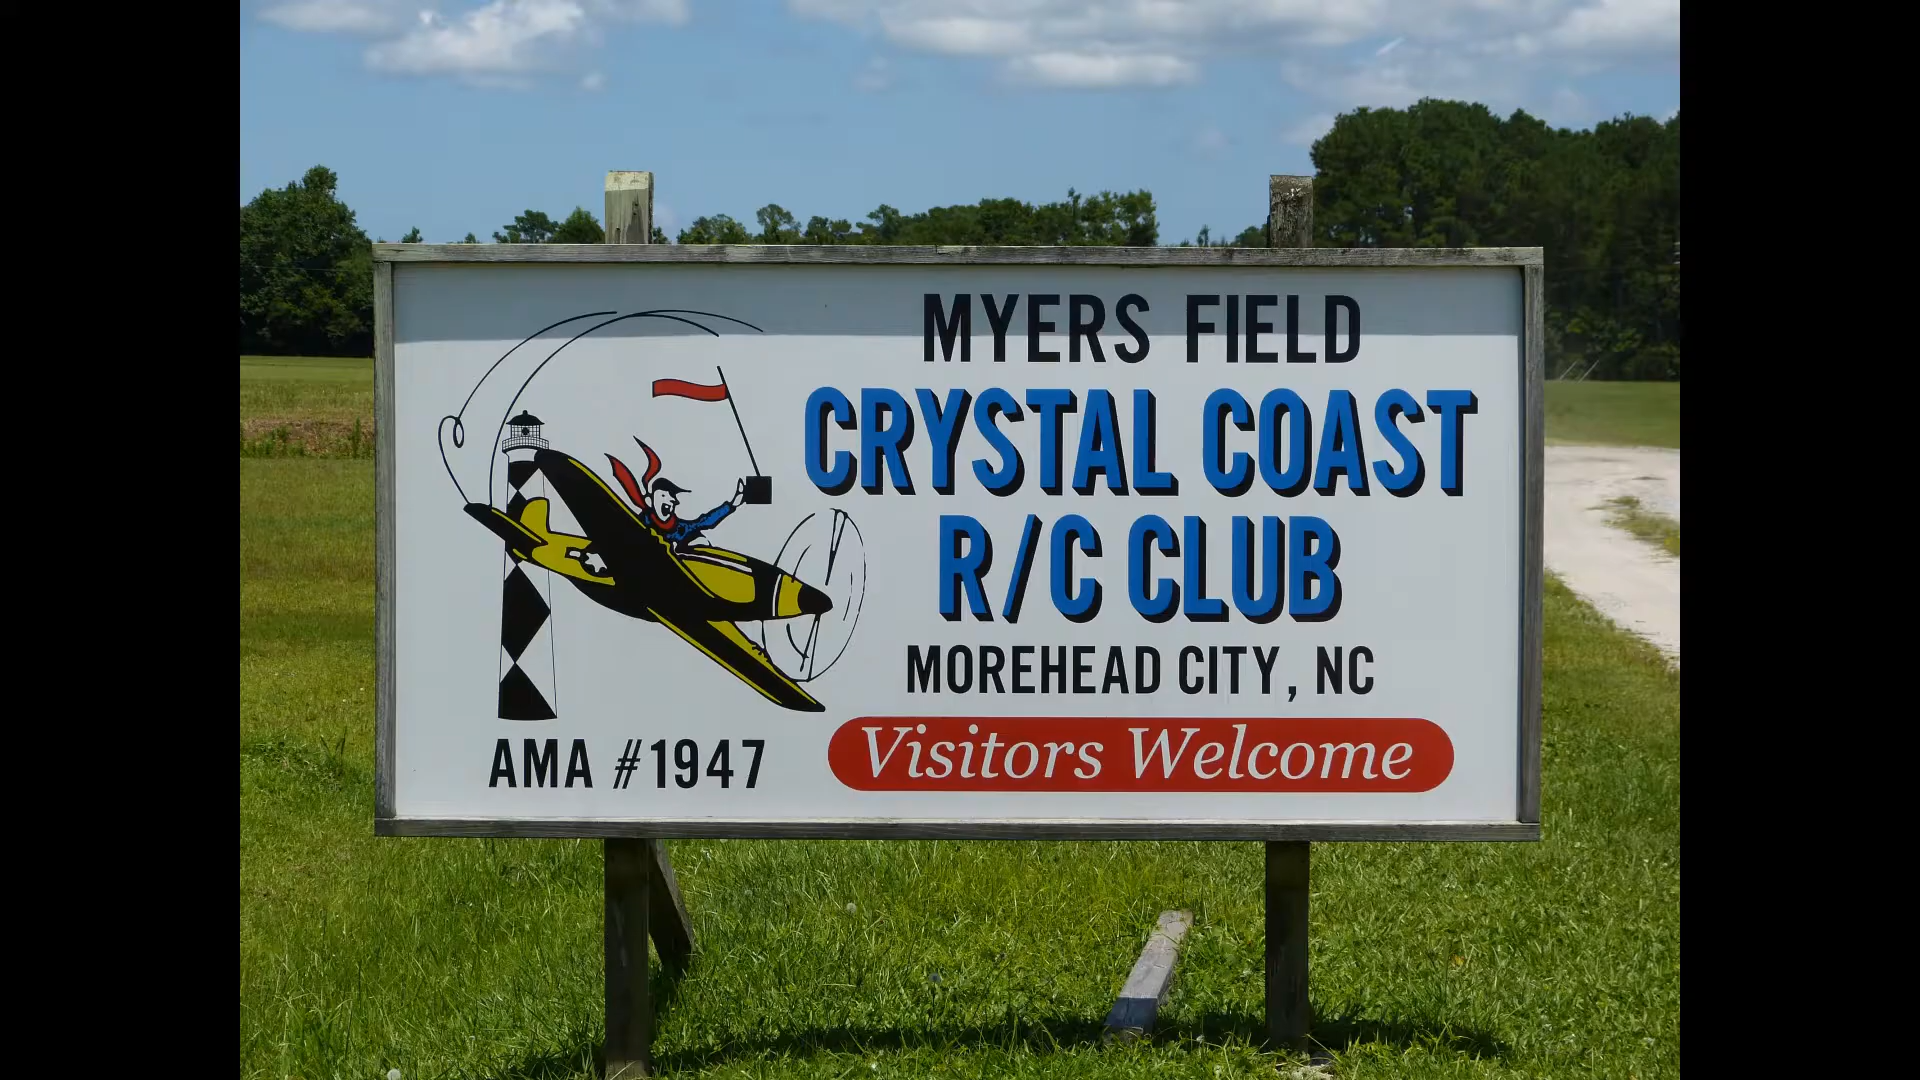 MYERS FIELD
CRYSTAL COAST
R/C CLUB
MOREHEAD CITY, NC
AMA #1947
Visitors Welcome